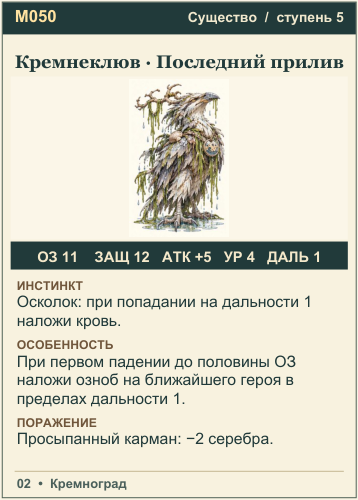 M050
Существо / ступень 5
Кремнеклюв · Последний прилив
ОЗ 11 ЗАЩ 12 АТК +5 УР 4 ДАЛЬ 1
ИНСТИНКТ
Осколок: при попадании на дальности 1
наложи кровь.
ОСОБЕННОСТЬ
При первом падении до половины ОЗ
наложи озноб на ближайшего героя в
пределах дальности 1.
ПОРАЖЕНИЕ
Просыпанный карман: −2 серебра.
02 • Кремноград